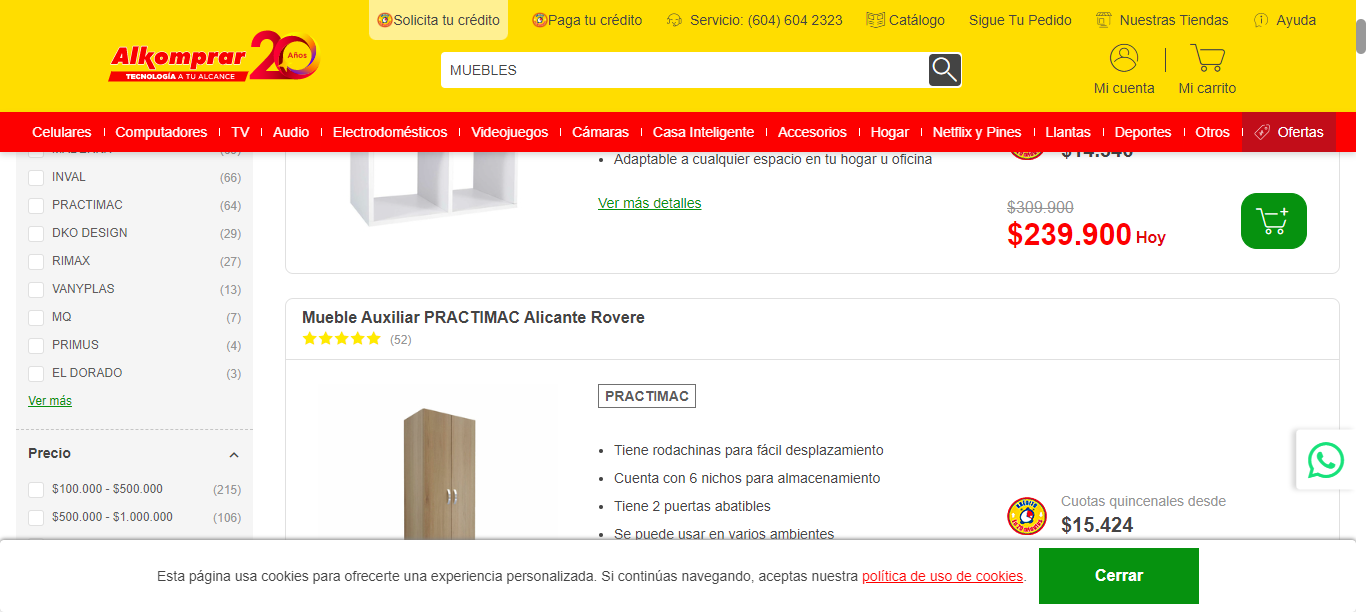 Solicita tu crédito
Paga tu crédito
Servicio: (604) 604 2323
Catálogo
Sigue Tu Pedido
Nuestras Tiendas
Ayuda
Alkomprar 20 Años
TECNOLOGÍA A TU ALCANCE
MUEBLES
Mi cuenta
Mi carrito
Celulares
Computadores
TV
Audio
Electrodomésticos
Videojuegos
Cámaras
Casa Inteligente
Accesorios
Hogar
Netflix y Pines
Llantas
Deportes
Otros
Ofertas
INVAL (66)
PRACTIMAC (64)
DKO DESIGN (29)
RIMAX (27)
VANYPLAS (13)
MQ (7)
PRIMUS (4)
EL DORADO (3)
Ver más
Precio
$100.000 - $500.000 (215)
$500.000 - $1.000.000 (106)
• Adaptable a cualquier espacio en tu hogar u oficina
Ver más detalles
$309.900
$239.900 Hoy
Mueble Auxiliar PRACTIMAC Alicante Rovere
(52)
PRACTIMAC
• Tiene rodachinas para fácil desplazamiento
• Cuenta con 6 nichos para almacenamiento
• Tiene 2 puertas abatibles
• Se puede usar en varios ambientes
Cuotas quincenales desde
$15.424
Esta página usa cookies para ofrecerte una experiencia personalizada. Si continúas navegando, aceptas nuestra política de uso de cookies.
Cerrar